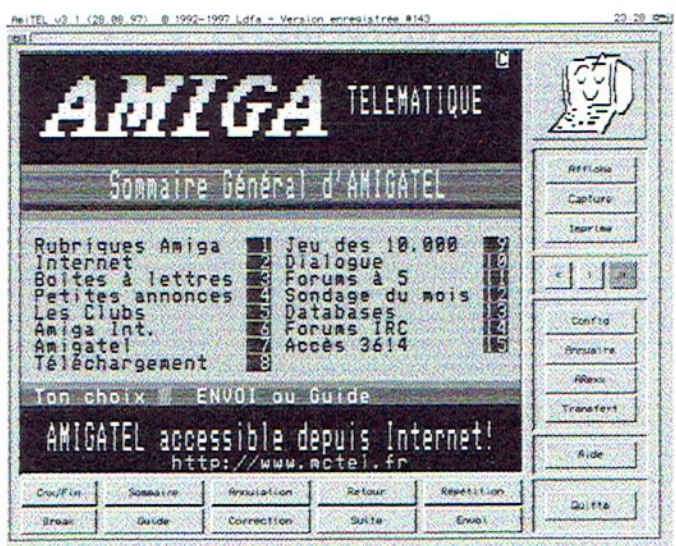 AmiTEL v3.1 (28.08.97) © 1992-1997 Ldfa - Version enregistrée #143 23:28
C
AMIGA TELEMATIQUE
Sommaire Général d'AMIGATEL
Rubriques Amiga 1 Jeu des 10.000 9
Internet 2 Dialogue 10
Boîtes à lettres 3 Forums à 5 11
Petites annonces 4 Sondage du mois 12
Les Clubs 5 Databases 13
Amiga Int. 6 Forums IRC 14
Amigatel 7 Accès 3614 15
Téléchargement 8
Ton choix ENVOI ou Guide
AMIGATEL accessible depuis Internet!
http://www.mctel.fr
Affiche
Capture
Imprime
Config
Annuaire
ARexx
Transfert
Aide
Quitte
Cnx/Fin Sommaire Annulation Retour Répétition
Break Guide Correction Suite Envoi